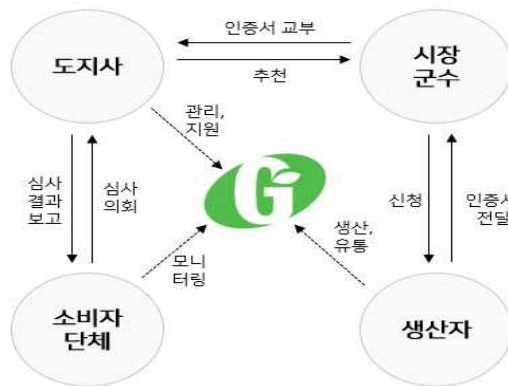 인증서 교부
도지사
추천
시장
군수
관리,
지원
심사
결과
보고
심사
의회
G
신청
인증서
전달
생산,
유통
모니
터링
소비자
단체
생산자